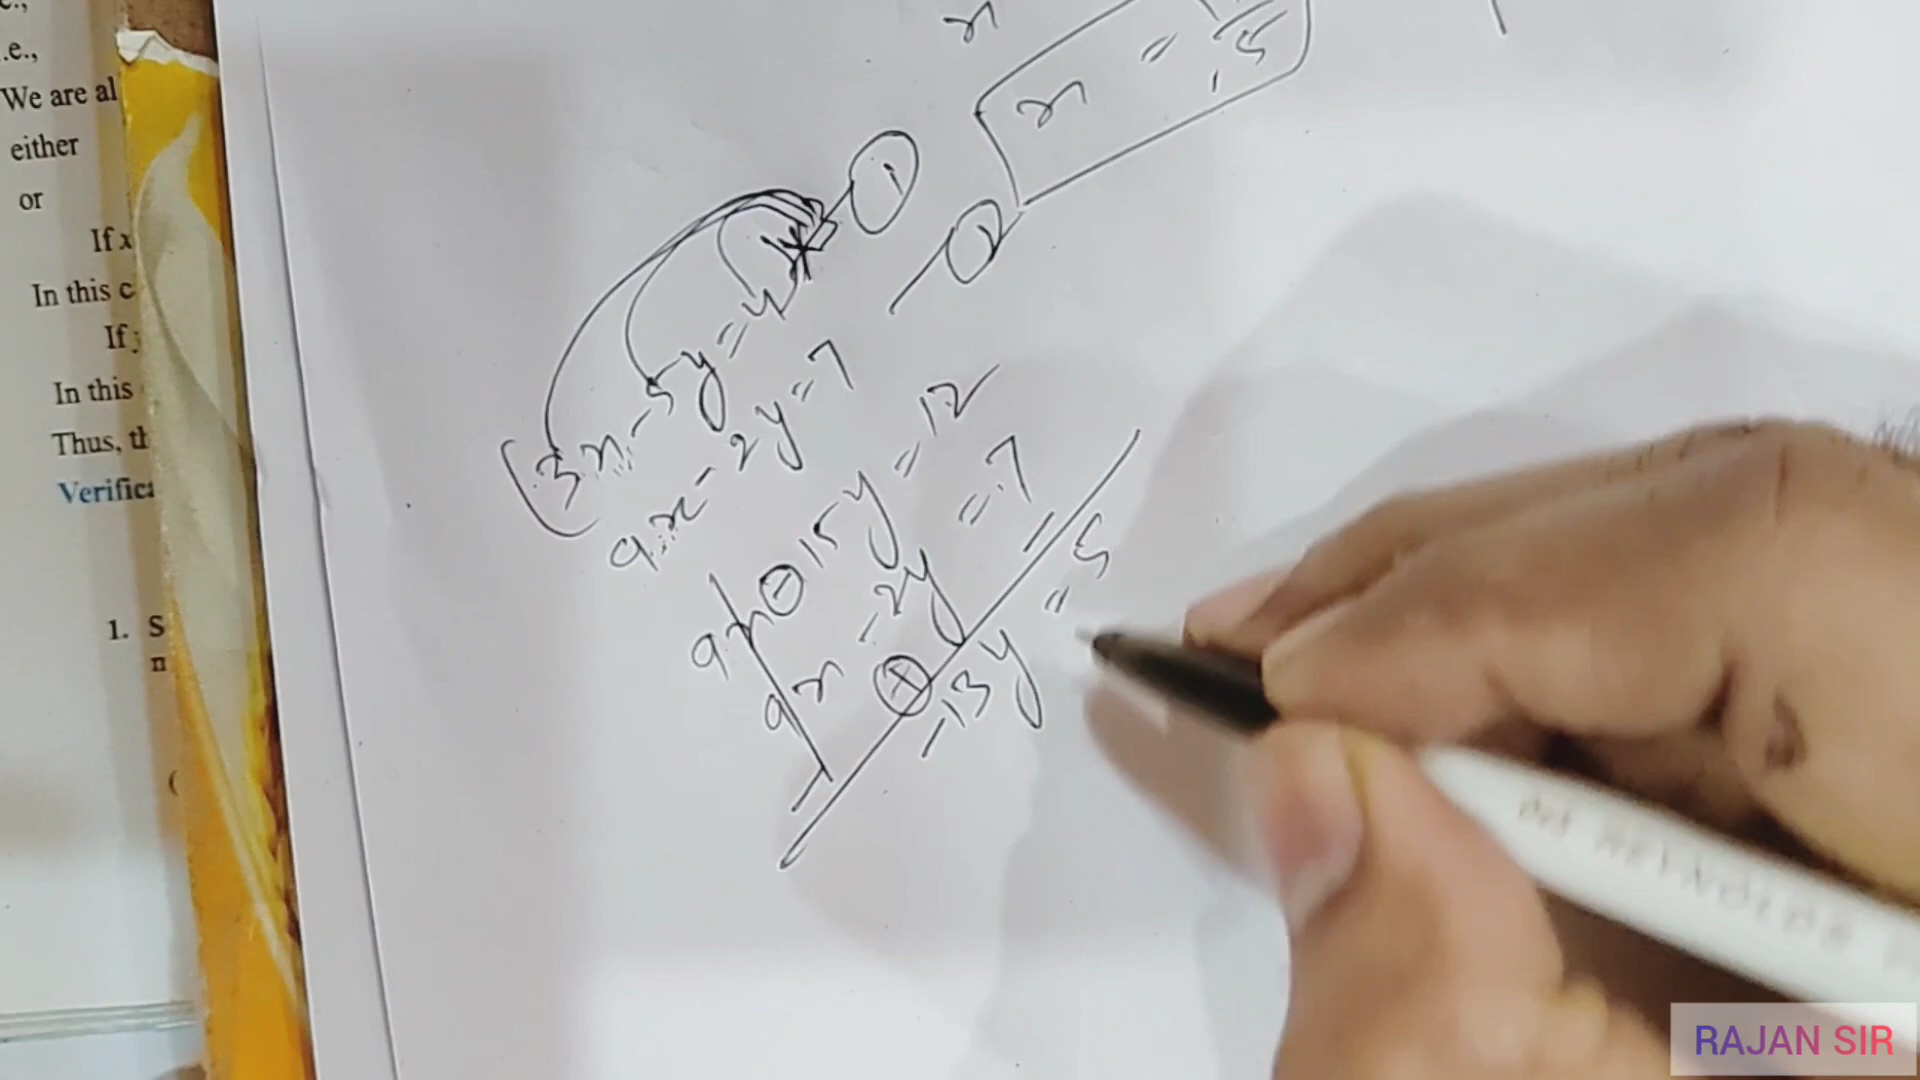 .e.,
We are al
either
or
If x
In this c
If
In this
Thus, th
Verifica
1. S
n
(
x
x = 5
1
2
3x - 5y = 4
9x - 2y = 7
9x - 15y = 12
9x - 2y = 7
- + -
-13y = 5
REYNOLDS
RAJAN SIR